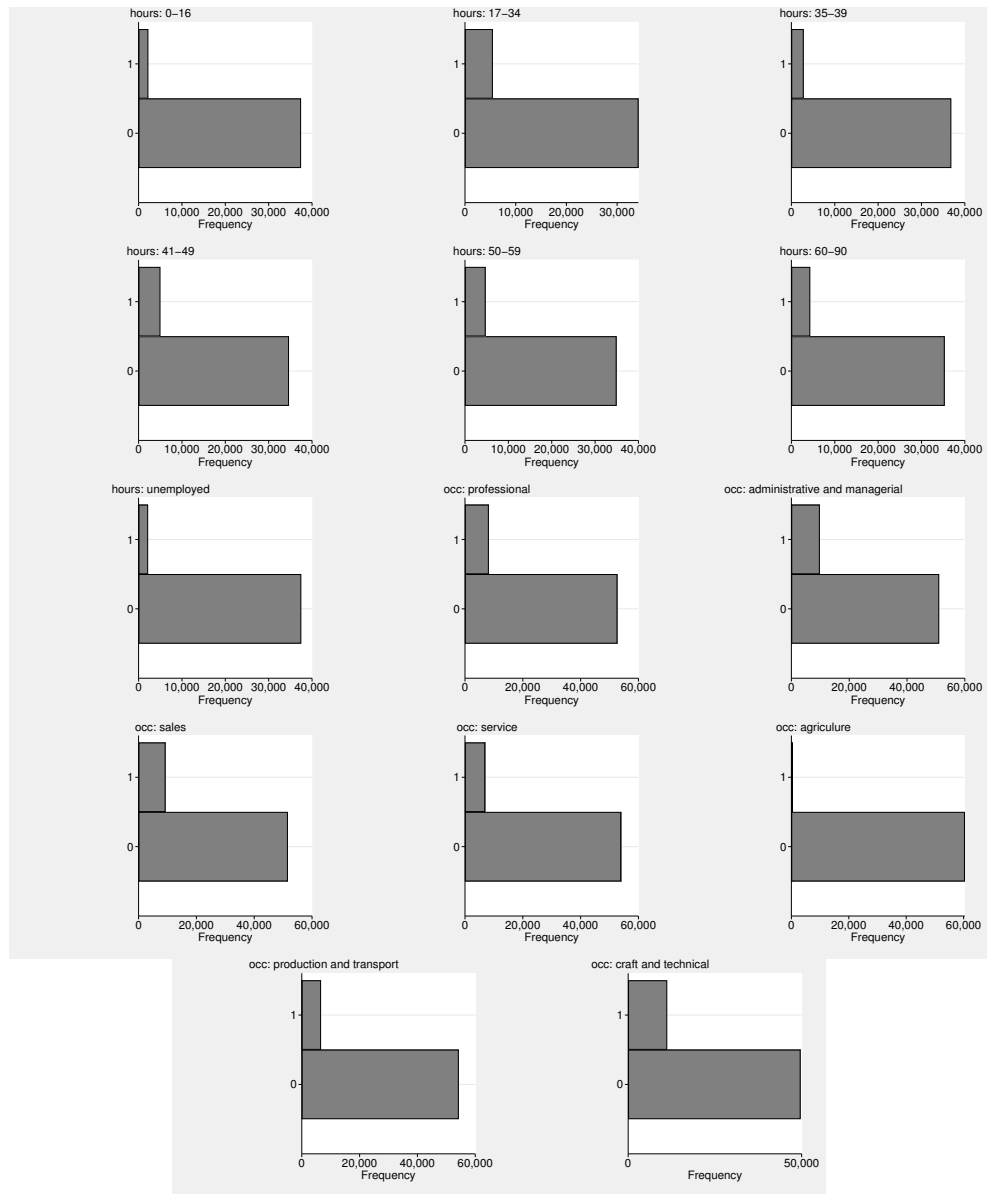 hours: 0–16 hours: 17–34 hours: 35–39
1 1 1
0 0 0
0 10,000 20,000 30,000 40,000 0 10,000 20,000 30,000 0 10,000 20,000 30,000 40,000
Frequency Frequency Frequency
hours: 41–49 hours: 50–59 hours: 60–90
1 1 1
0 0 0
0 10,000 20,000 30,000 40,000 0 10,000 20,000 30,000 40,000 0 10,000 20,000 30,000 40,000
Frequency Frequency Frequency
hours: unemployed occ: professional occ: administrative and managerial
1 1 1
0 0 0
0 10,000 20,000 30,000 40,000 0 20,000 40,000 60,000 0 20,000 40,000 60,000
Frequency Frequency Frequency
occ: sales occ: service occ: agriculure
1 1 1
0 0 0
0 20,000 40,000 60,000 0 20,000 40,000 60,000 0 20,000 40,000 60,000
Frequency Frequency Frequency
occ: production and transport occ: craft and technical
1 1
0 0
0 20,000 40,000 60,000 0 50,000
Frequency Frequency